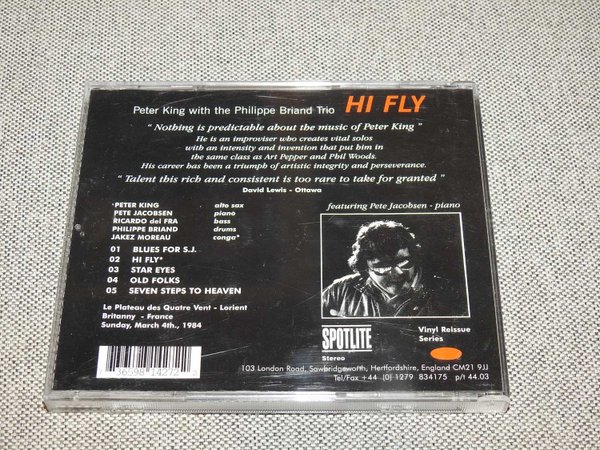 Peter King with the Philippe Briand Trio HI FLY
" Nothing is predictable about the music of Peter King "
He is an improviser who creates vital solos
with an intensity and invention that put him in
the same class as Art Pepper and Phil Woods.
His career has been a triumph of artistic integrity and perseverance.
" Talent this rich and consistent is too rare to take for granted "
David Lewis - Ottawa
PETER KING alto sax
PETE JACOBSEN piano
RICARDO del FRA bass
PHILIPPE BRIAND drums
JAKEZ MOREAU conga*
01 BLUES FOR S.J.
02 HI FLY*
03 STAR EYES
04 OLD FOLKS
05 SEVEN STEPS TO HEAVEN
Le Plateau des Quatre Vent - Lorient
Britanny - France
Sunday, March 4th., 1984
featuring Pete Jacobsen - piano
SPOTLITE
Stereo
Vinyl Reissue
Series
103 London Road, Sawbridgeworth, Hertfordshire, England CM21 9JJ
Tel/Fax +44 (0) 1279 834175 p/t 44.03